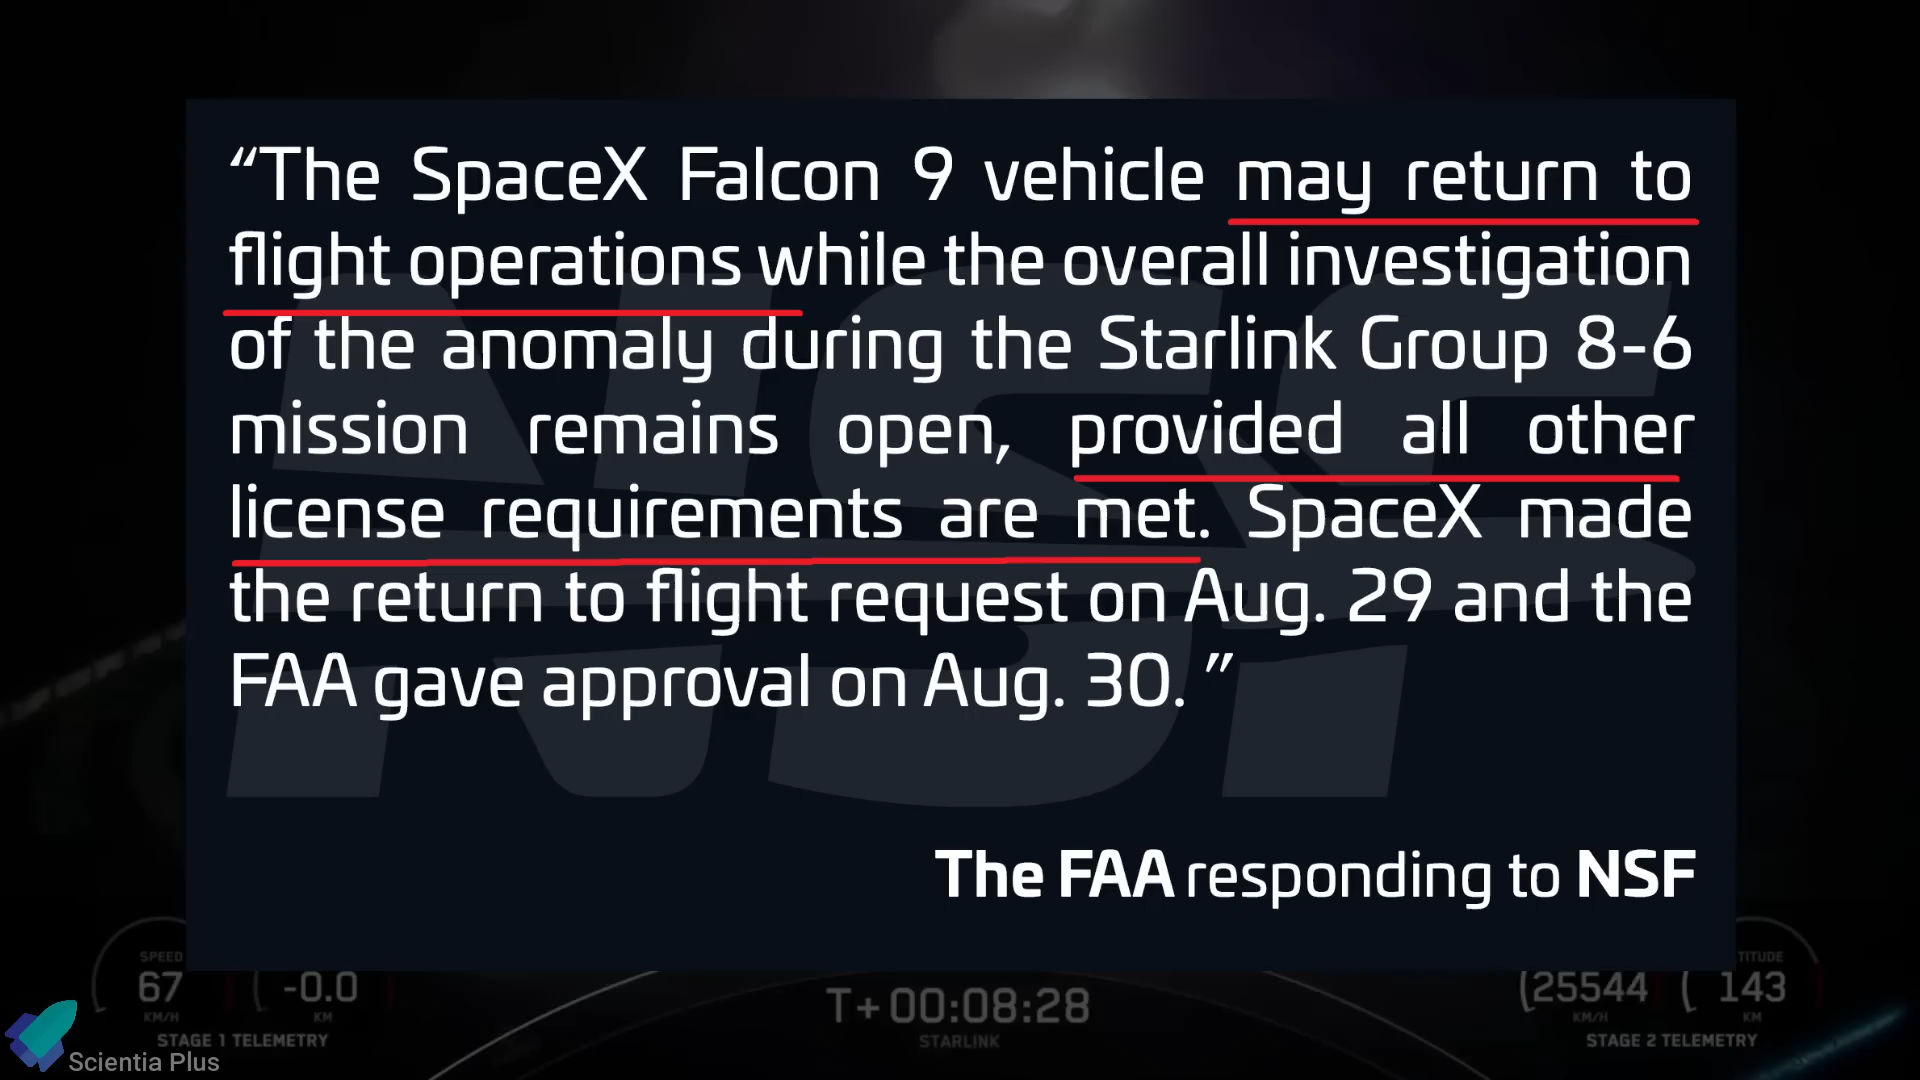 “The SpaceX Falcon 9 vehicle may return to
flight operations while the overall investigation
of the anomaly during the Starlink Group 8-6
mission remains open, provided all other
license requirements are met. SpaceX made
the return to flight request on Aug. 29 and the
FAA gave approval on Aug. 30. ”
NSF
The FAA responding to NSF
SPEED
67
KM/H
-0.0
KM
STAGE 1 TELEMETRY
T+00:08:28
STARLINK
25544
KM/H
TITUDE
143
KM
STAGE 2 TELEMETRY
Scientia Plus